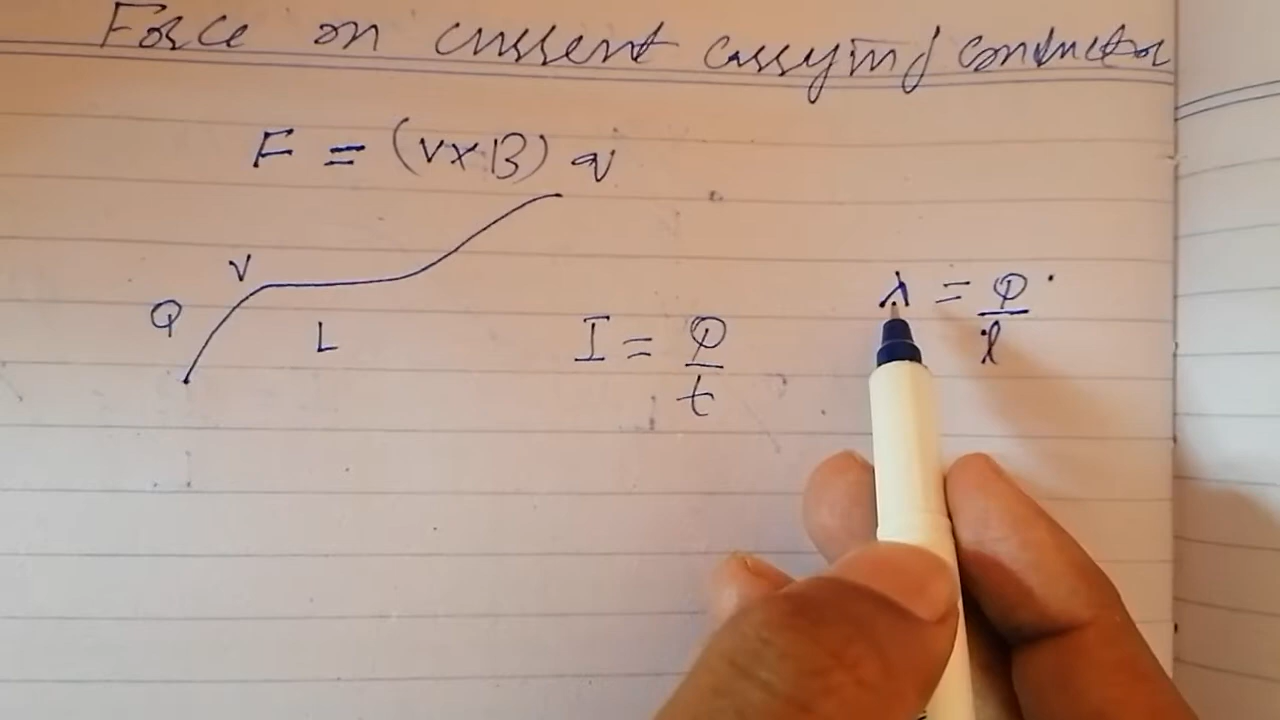 Force on current carrying conductor
F = (V×B) q
V
Q
L
I = Q/t
λ = Q/l